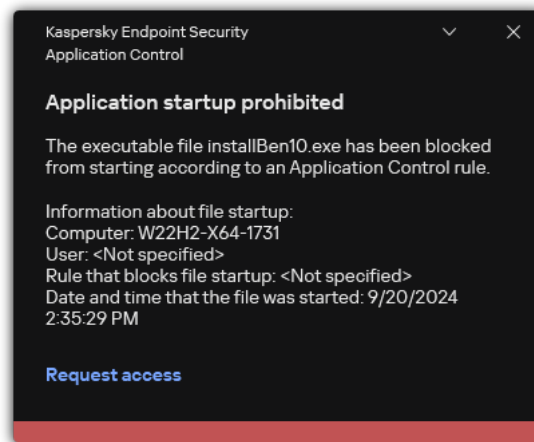 Kaspersky Endpoint Security
Application Control
Application startup prohibited
The executable file installBen10.exe has been blocked
from starting according to an Application Control rule.
Information about file startup:
Computer: W22H2-X64-1731
User: <Not specified>
Rule that blocks file startup: <Not specified>
Date and time that the file was started: 9/20/2024
2:35:29 PM
Request access